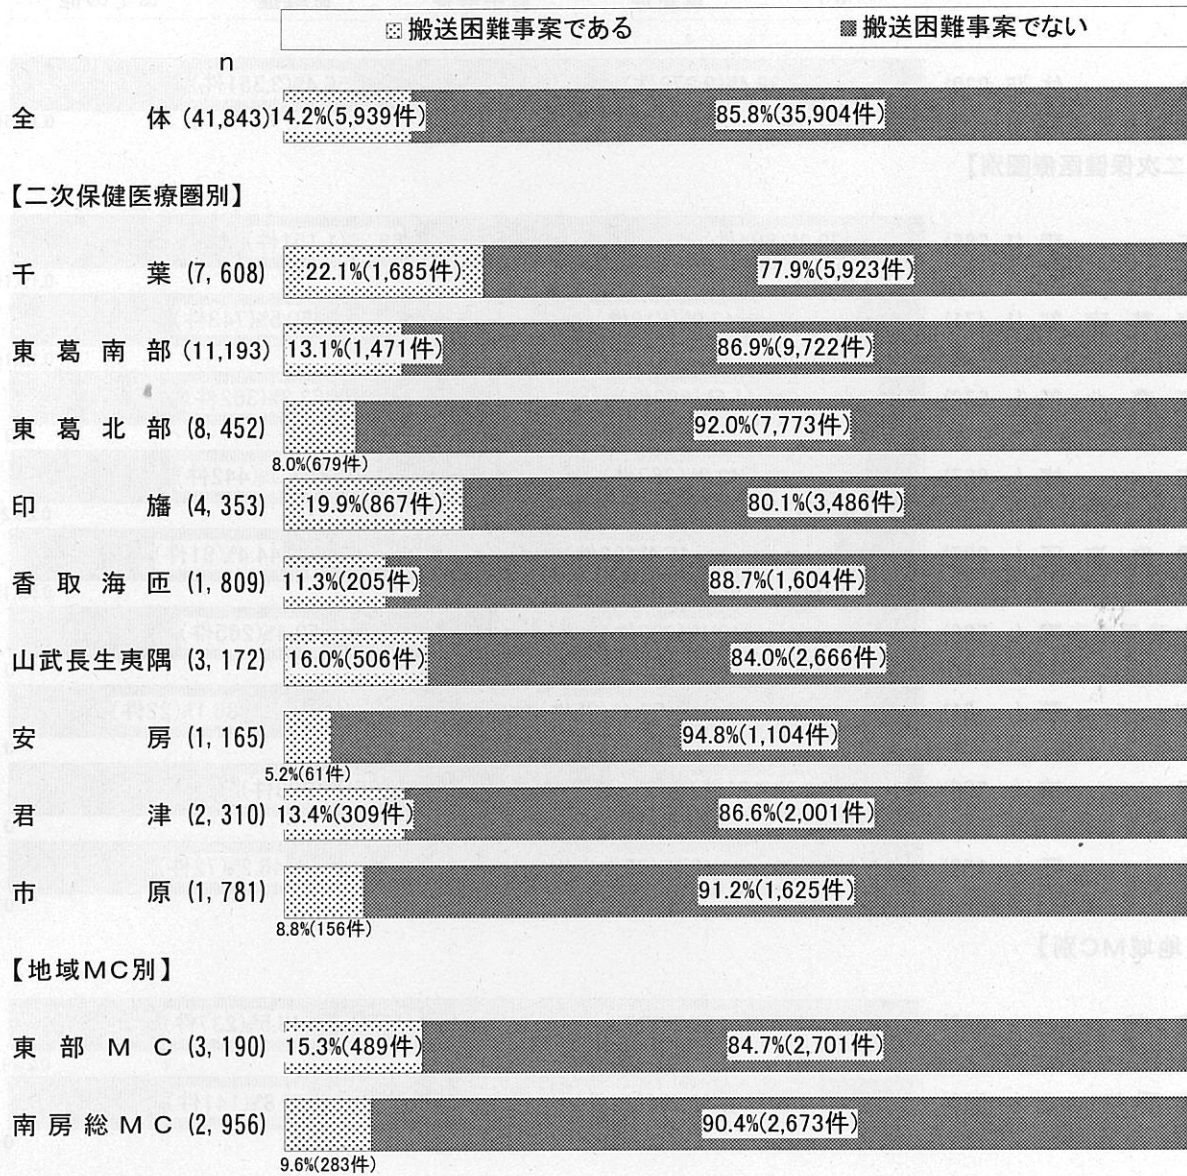 搬送困難事案である 搬送困難事案でない
n
全体 (41,843) 14.2%(5,939件) 85.8%(35,904件)
【二次保健医療圏別】
千葉 (7,608) 22.1%(1,685件) 77.9%(5,923件)
東葛南部 (11,193) 13.1%(1,471件) 86.9%(9,722件)
東葛北部 (8,452) 92.0%(7,773件)
8.0%(679件)
印旛 (4,353) 19.9%(867件) 80.1%(3,486件)
香取海匝 (1,809) 11.3%(205件) 88.7%(1,604件)
山武長生夷隅 (3,172) 16.0%(506件) 84.0%(2,666件)
安房 (1,165) 94.8%(1,104件)
5.2%(61件)
君津 (2,310) 13.4%(309件) 86.6%(2,001件)
市原 (1,781) 91.2%(1,625件)
8.8%(156件)
【地域MC別】
東部MC (3,190) 15.3%(489件) 84.7%(2,701件)
南房総MC (2,956) 90.4%(2,673件)
9.6%(283件)